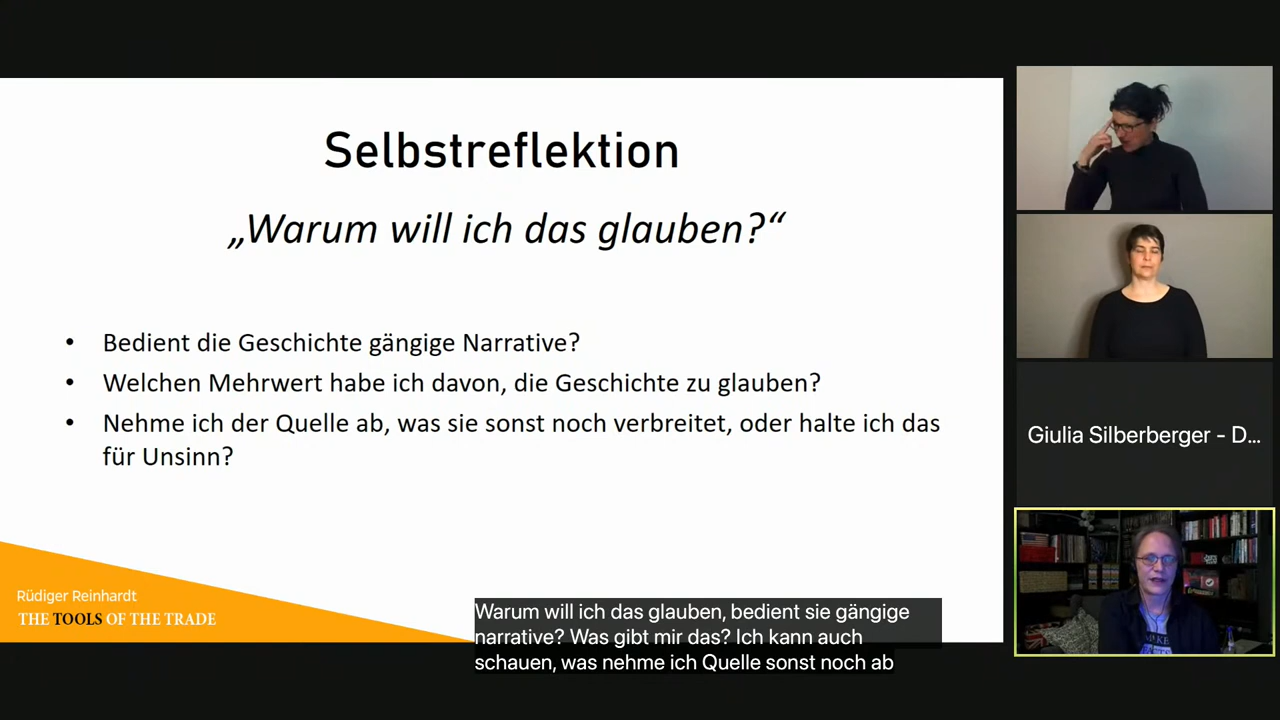 Selbstreflektion
„Warum will ich das glauben?“
• Bedient die Geschichte gängige Narrative?
• Welchen Mehrwert habe ich davon, die Geschichte zu glauben?
• Nehme ich der Quelle ab, was sie sonst noch verbreitet, oder halte ich das
für Unsinn?
Rüdiger Reinhardt
THE TOOLS OF THE TRADE
Warum will ich das glauben, bedient sie gängige
narrative? Was gibt mir das? Ich kann auch
schauen, was nehme ich Quelle sonst noch ab
Giulia Silberberger - D...